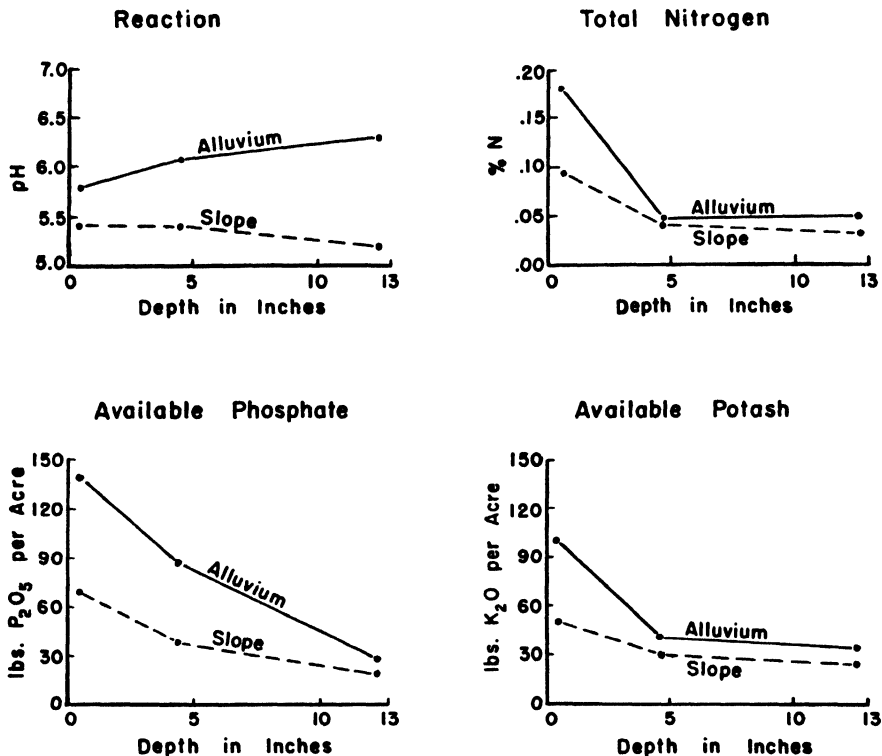 Reaction
7.0
6.5
6.0
5.5
5.0
pH
Alluvium
Slope
0 5 10 13
Depth in Inches
Total Nitrogen
.20
.15
.10
.05
.00
% N
Alluvium
Slope
0 5 10 13
Depth in Inches
Available Phosphate
150
120
90
60
30
0
lbs. P₂O₅ per Acre
Alluvium
Slope
0 5 10 13
Depth in Inches
Available Potash
150
120
90
60
30
0
lbs. K₂O per Acre
Alluvium
Slope
0 5 10 13
Depth in Inches